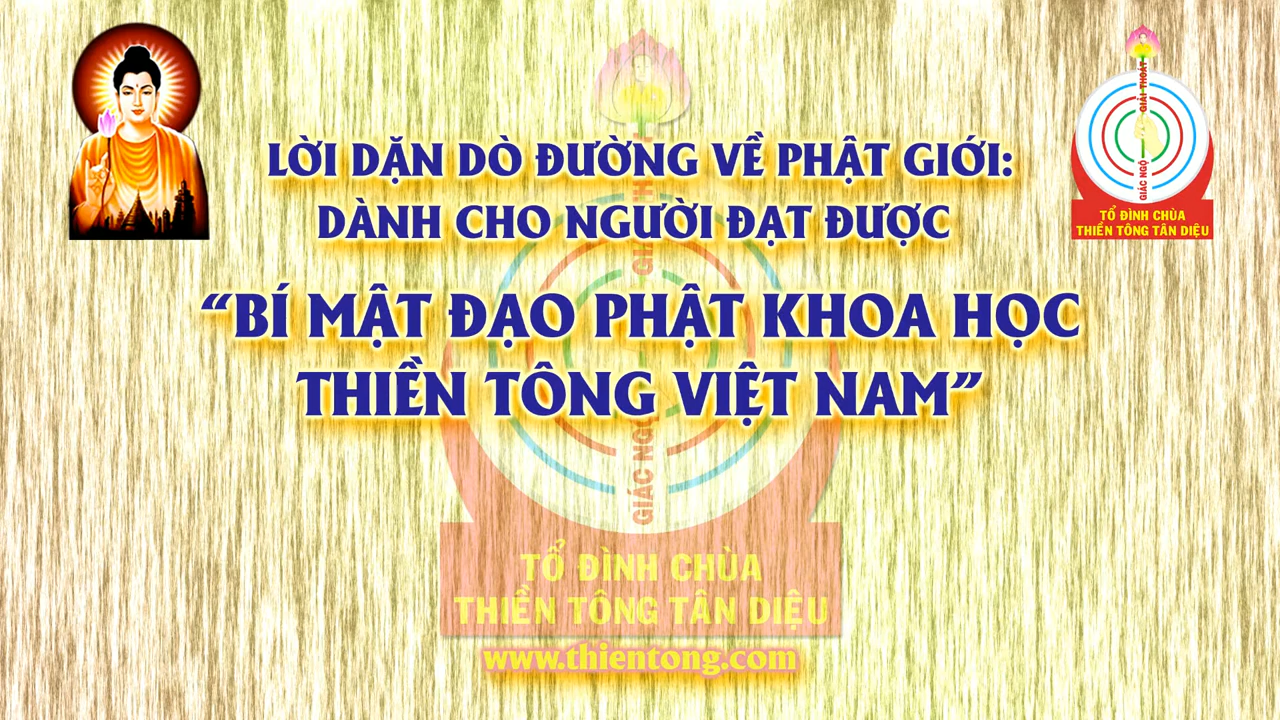 LỜI DẶN DÒ ĐƯỜNG VỀ PHẬT GIỚI:
DÀNH CHO NGƯỜI ĐẠT ĐƯỢC
“BÍ MẬT ĐẠO PHẬT KHOA HỌC
THIỀN TÔNG VIỆT NAM”
GIÁC NGỘ GIẢI THOÁT
TỔ ĐÌNH CHÙA
THIỀN TÔNG TÂN DIỆU
GIÁC NGỘ
TỔ ĐÌNH CHÙA
THIỀN TÔNG TÂN DIỆU
www.thientong.com